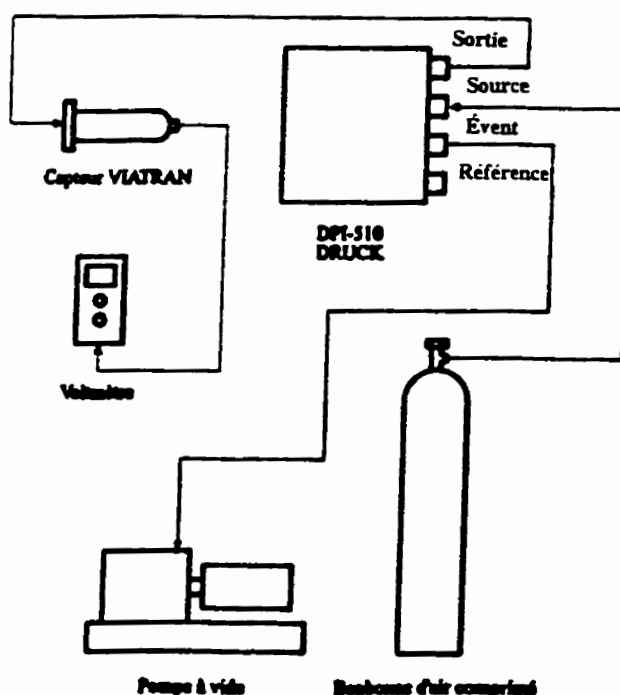 Sortie
Source
Évent
Référence
Capteur VIATRAN
DPI-510
DRUCK
Voltmètre
Pompe à vide
Bonbonne d'air comprimé